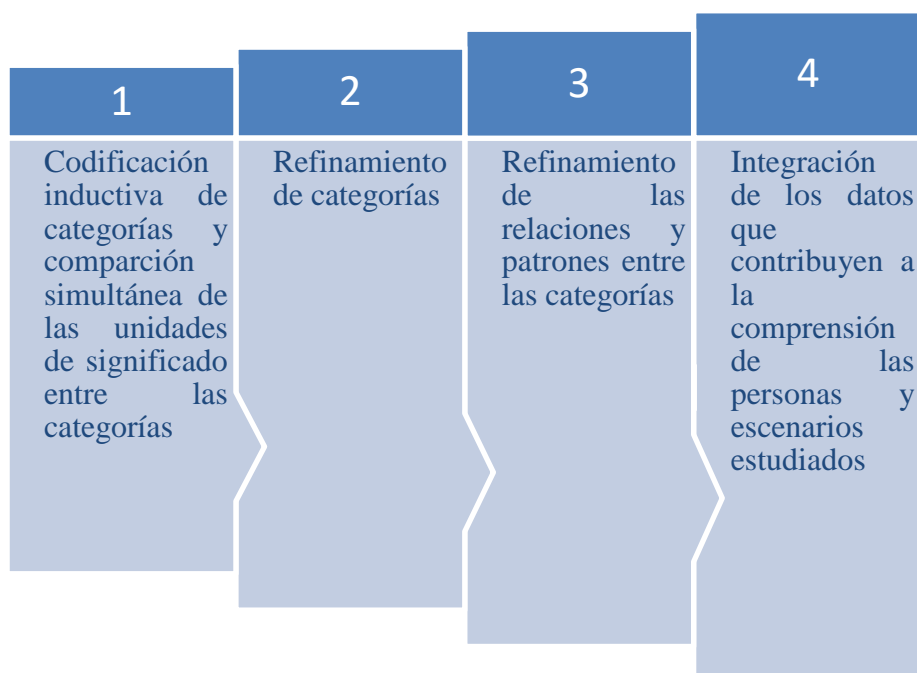 1
Codificación
inductiva de
categorías y
comparción
simultánea de
las unidades
de significado
entre las
categorías
2
Refinamiento
de categorías
3
Refinamiento
de las
relaciones y
patrones entre
las categorías
4
Integración
de los datos
que
contribuyen a
la
comprensión
de las
personas y
escenarios
estudiados